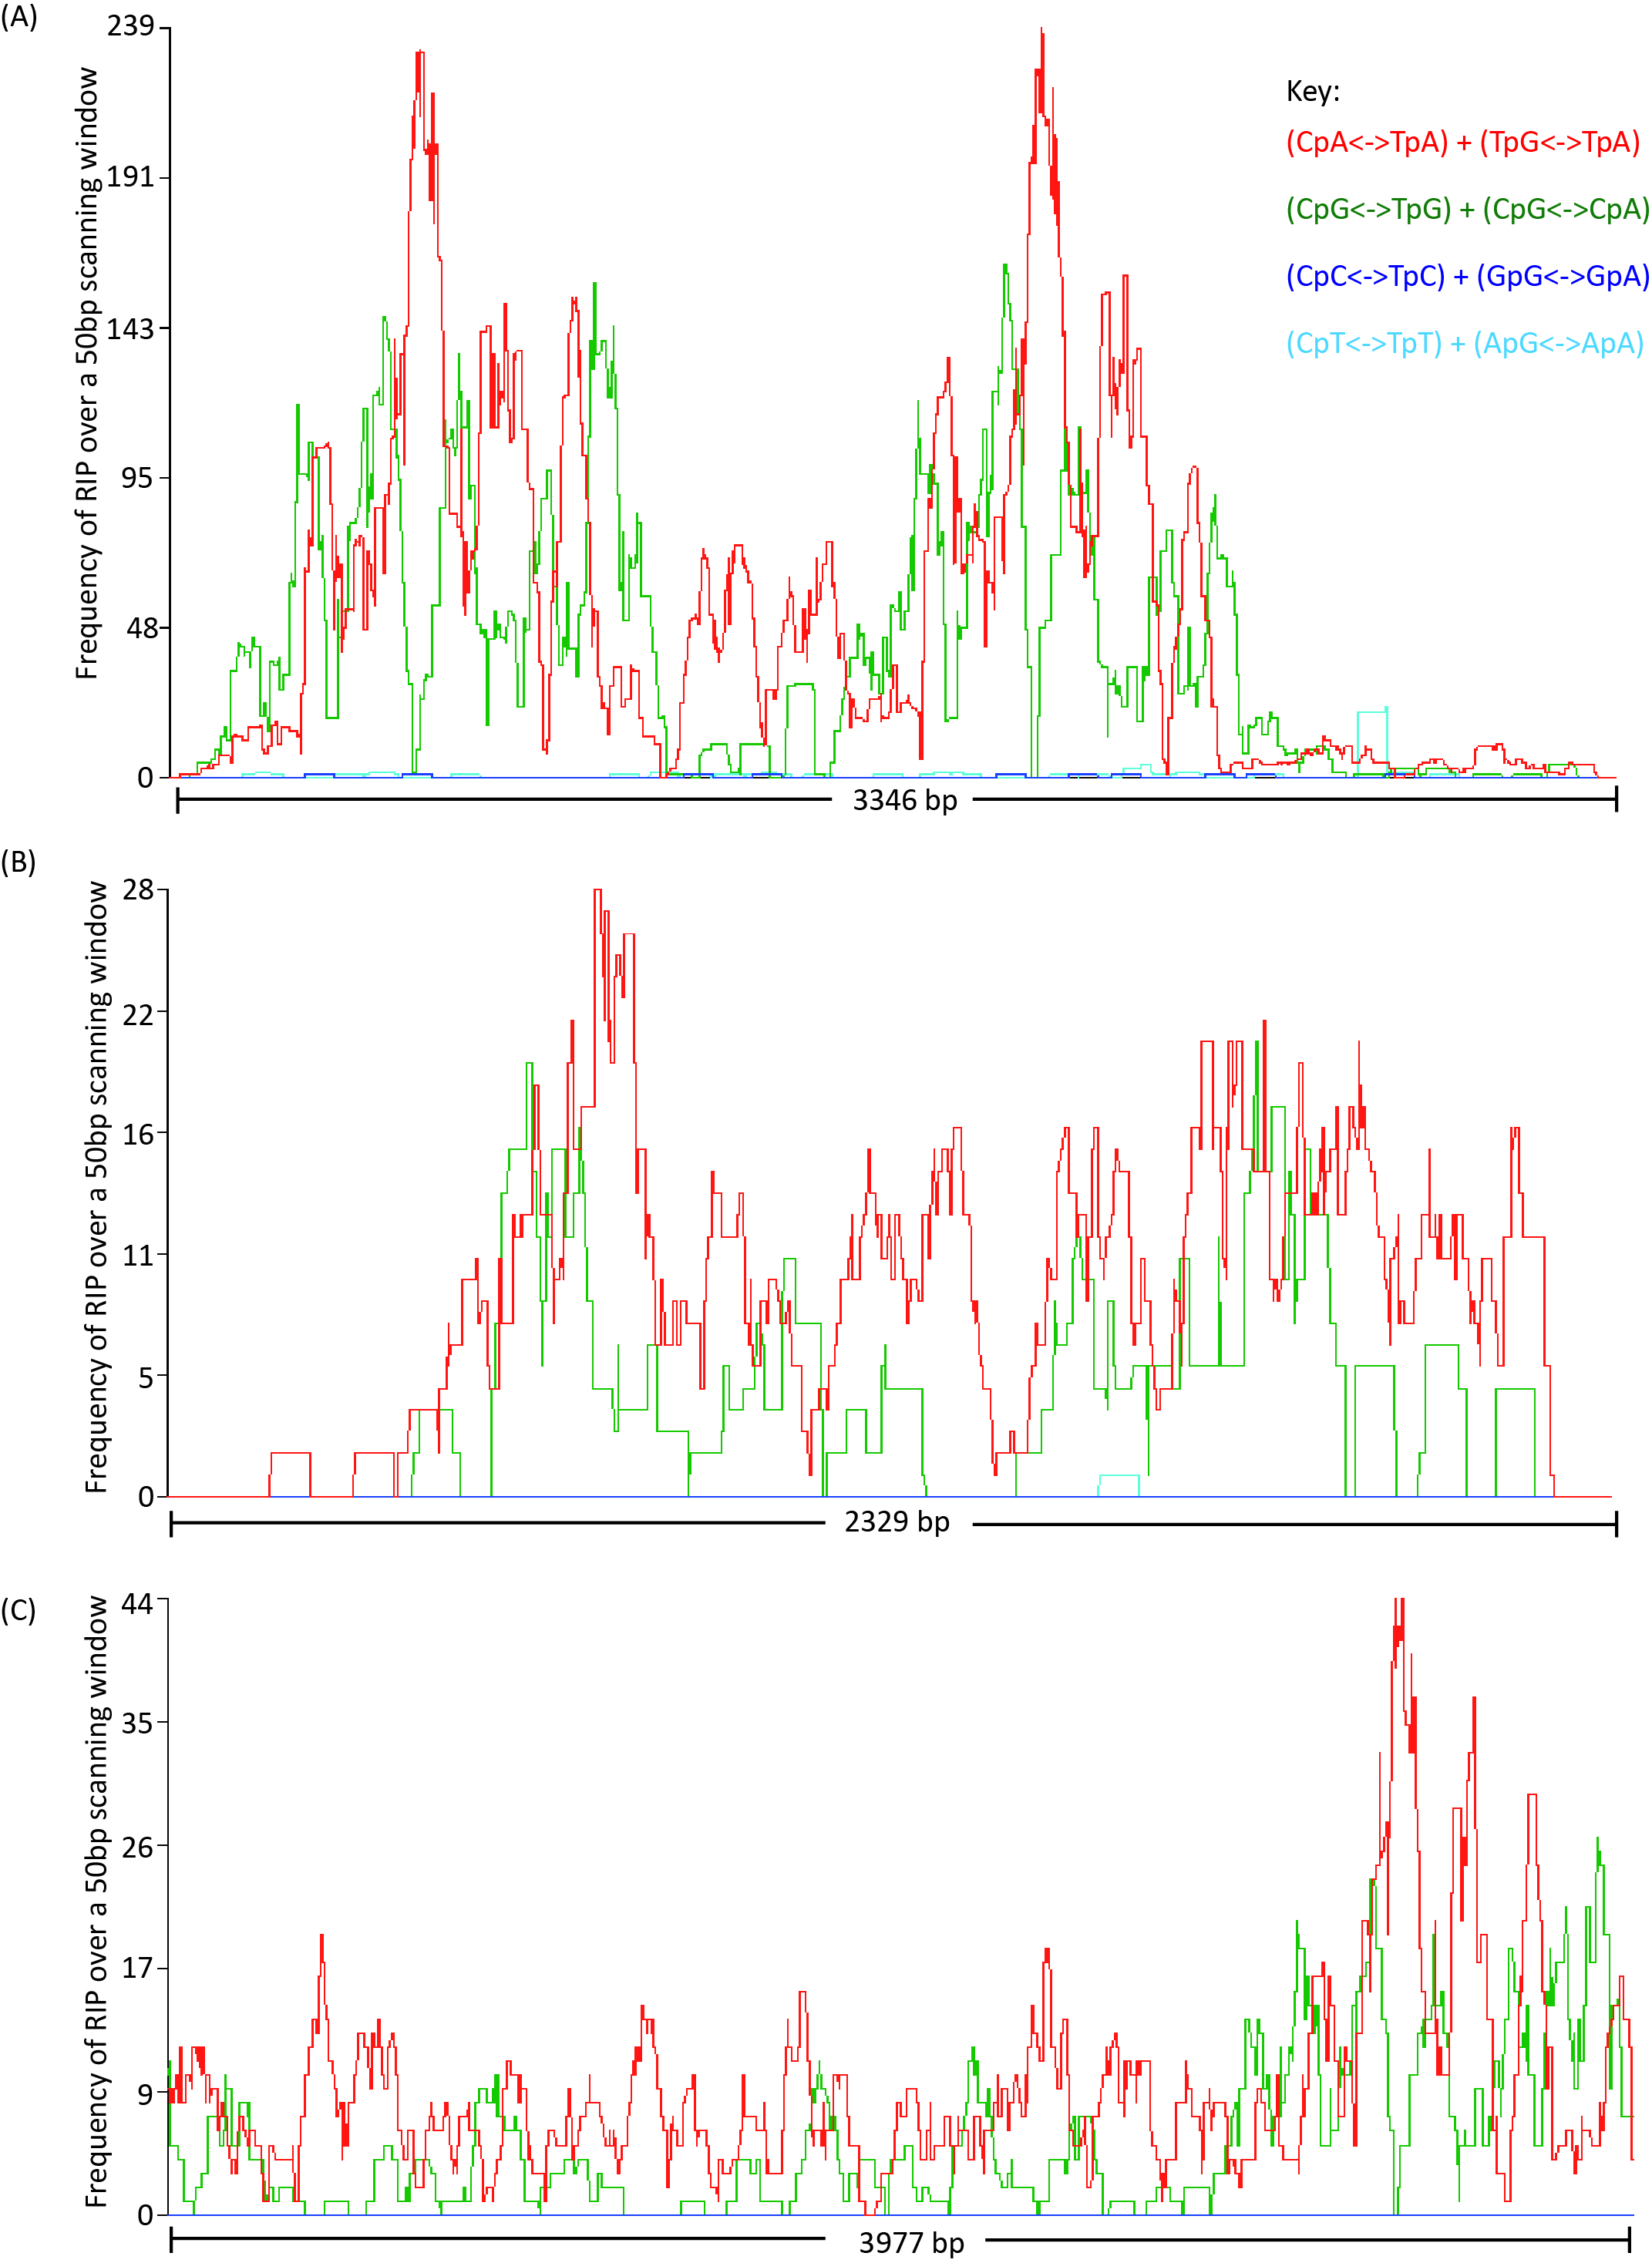 (A)
Frequency of RIP over a 50bp scanning window
239
191
143
95
48
0
Key:
(CpA<->TpA) + (TpG<->TpA)
(CpG<->TpG) + (CpG<->CpA)
(CpC<->TpC) + (GpG<->GpA)
(CpT<->TpT) + (ApG<->ApA)
3346 bp
(B)
Frequency of RIP over a 50bp scanning window
28
22
16
11
5
0
2329 bp
(C)
Frequency of RIP over a 50bp scanning window
44
35
26
17
9
0
3977 bp